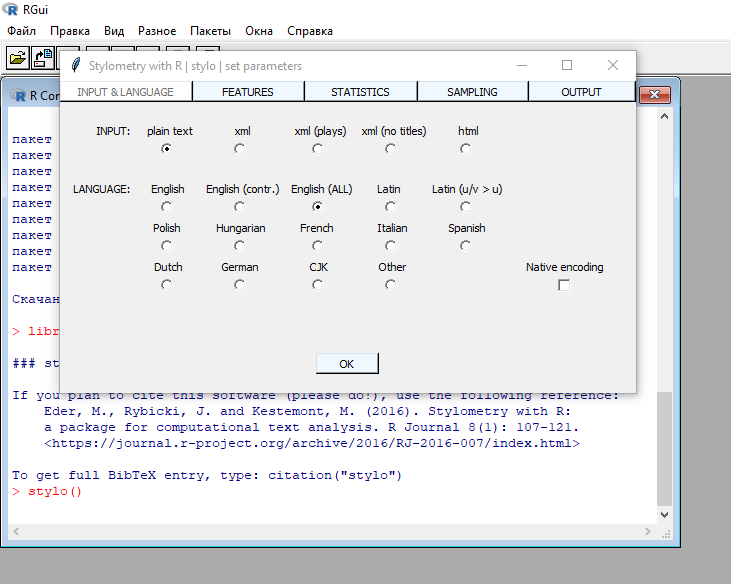 RGui
Файл Правка Вид Разное Пакеты Окна Справка
Stylometry with R | stylo | set parameters
R Con
INPUT & LANGUAGE FEATURES STATISTICS SAMPLING OUTPUT
INPUT: plain text xml xml (plays) xml (no titles) html
LANGUAGE: English English (contr.) English (ALL) Latin Latin (u/v > u)
Polish Hungarian French Italian Spanish
Dutch German CJK Other Native encoding
OK
пакет
пакет
пакет
пакет
пакет
пакет
пакет
пакет
пакет
Скачан
> libr
### st
If you plan to cite this software (please do!), use the following reference:
Eder, M., Rybicki, J. and Kestemont, M. (2016). Stylometry with R:
a package for computational text analysis. R Journal 8(1): 107-121.
<https://journal.r-project.org/archive/2016/RJ-2016-007/index.html>
To get full BibTeX entry, type: citation("stylo")
> stylo()